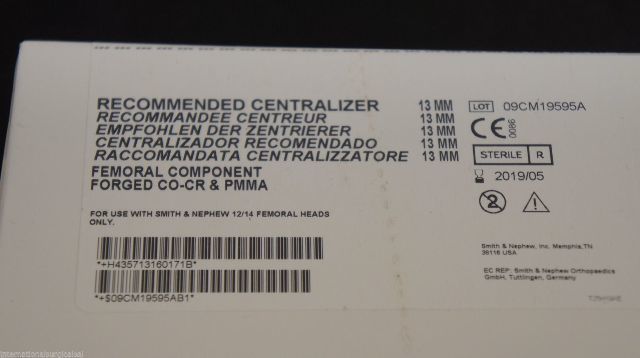 RECOMMENDED CENTRALIZER 13 MM
RECOMMANDEE CENTREUR 13 MM
EMPFOHLEN DER ZENTRIERER 13 MM
CENTRALIZADOR RECOMENDADO 13 MM
RACCOMANDATA CENTRALIZZATORE 13 MM
FEMORAL COMPONENT
FORGED CO-CR & PMMA
FOR USE WITH SMITH & NEPHEW 12/14 FEMORAL HEADS
ONLY.
*+H435713160171B*
*+$09CM19595AB1*
LOT 09CM19595A
CE 0086
STERILE R
2019/05
2
Smith & Nephew, Inc. Memphis, TN
38116 USA
EC REP: Smith & Nephew Orthopaedics
GmbH, Tuttlingen, Germany